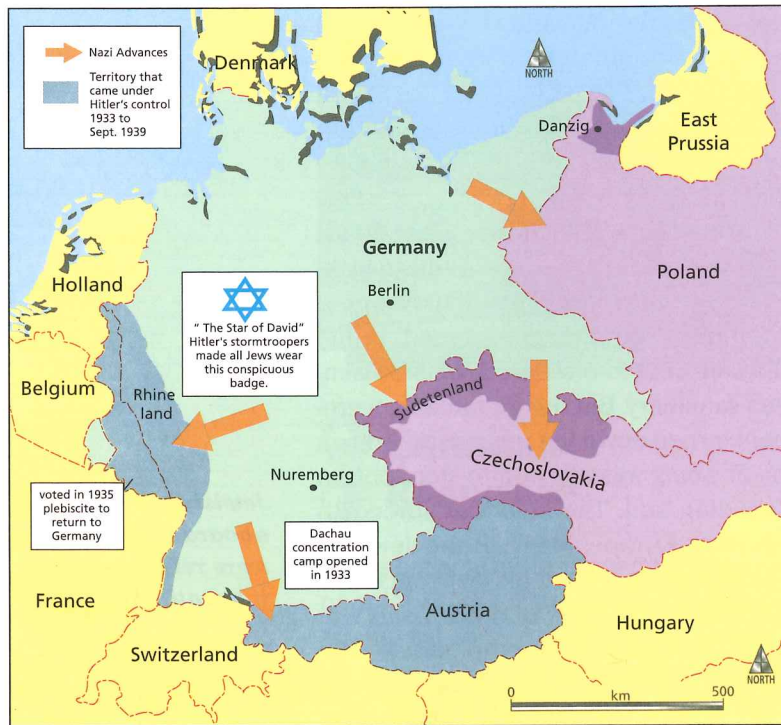 Nazi Advances
Territory that
came under
Hitler's control
1933 to
Sept. 1939
Denmark
NORTH
Danzig
East
Prussia
Germany
Poland
Holland
Berlin
" The Star of David"
Hitler's stormtroopers
made all Jews wear
this conspicuous
badge.
Belgium
Rhine
land
Sudetenland
Czechoslovakia
Nuremberg
voted in 1935
plebiscite to
return to
Germany
Dachau
concentration
camp opened
in 1933
France
Austria
Hungary
Switzerland
NORTH
0 km 500